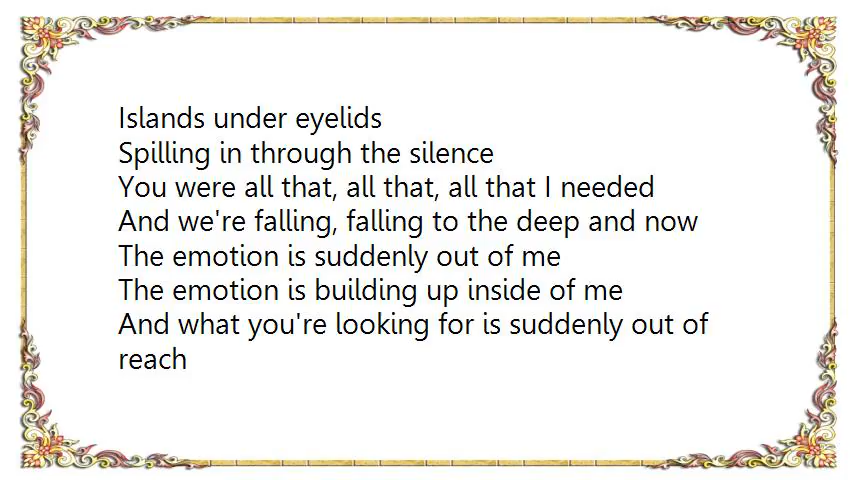 Islands under eyelids
Spilling in through the silence
You were all that, all that, all that I needed
And we're falling, falling to the deep and now
The emotion is suddenly out of me
The emotion is building up inside of me
And what you're looking for is suddenly out of
reach